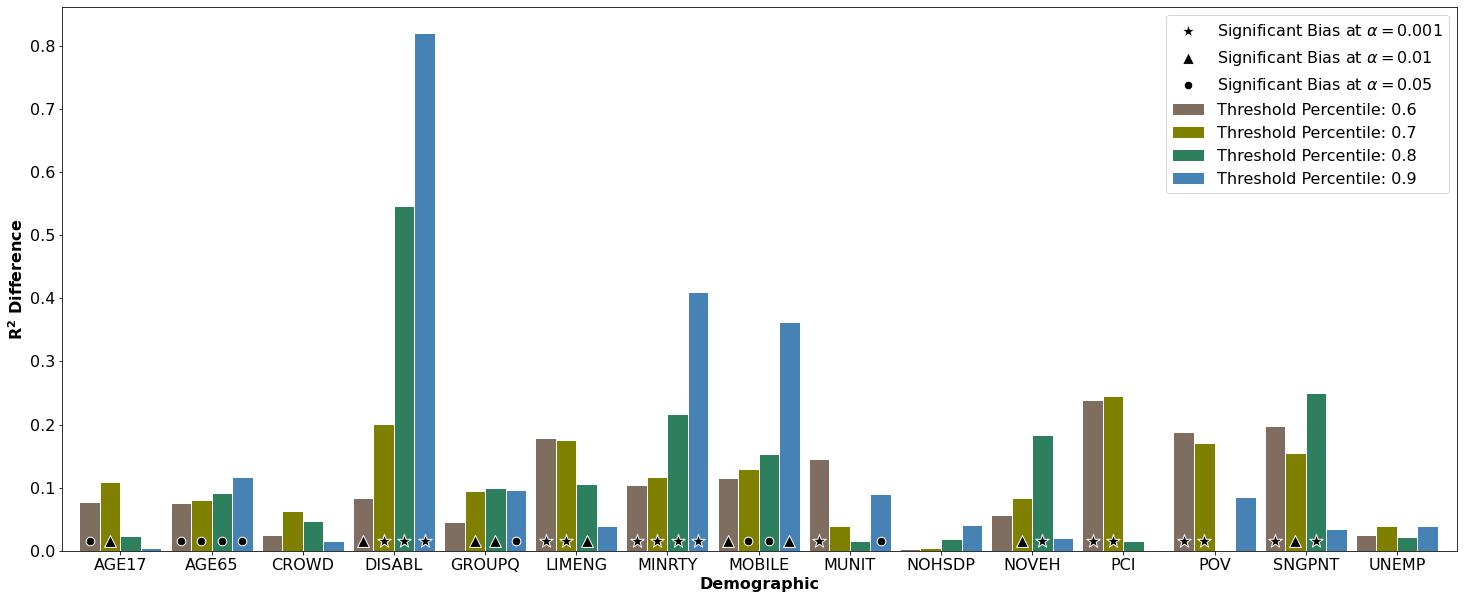 ★ Significant Bias at α = 0.001
▲ Significant Bias at α = 0.01
● Significant Bias at α = 0.05
Threshold Percentile: 0.6
Threshold Percentile: 0.7
Threshold Percentile: 0.8
Threshold Percentile: 0.9
0.8
0.7
0.6
0.5
0.4
0.3
0.2
0.1
0.0
R² Difference
AGE17 AGE65 CROWD DISABL GROUPQ LIMENG MINRTY MOBILE MUNIT NOHSDP NOVEH PCI POV SNGPNT UNEMP
Demographic